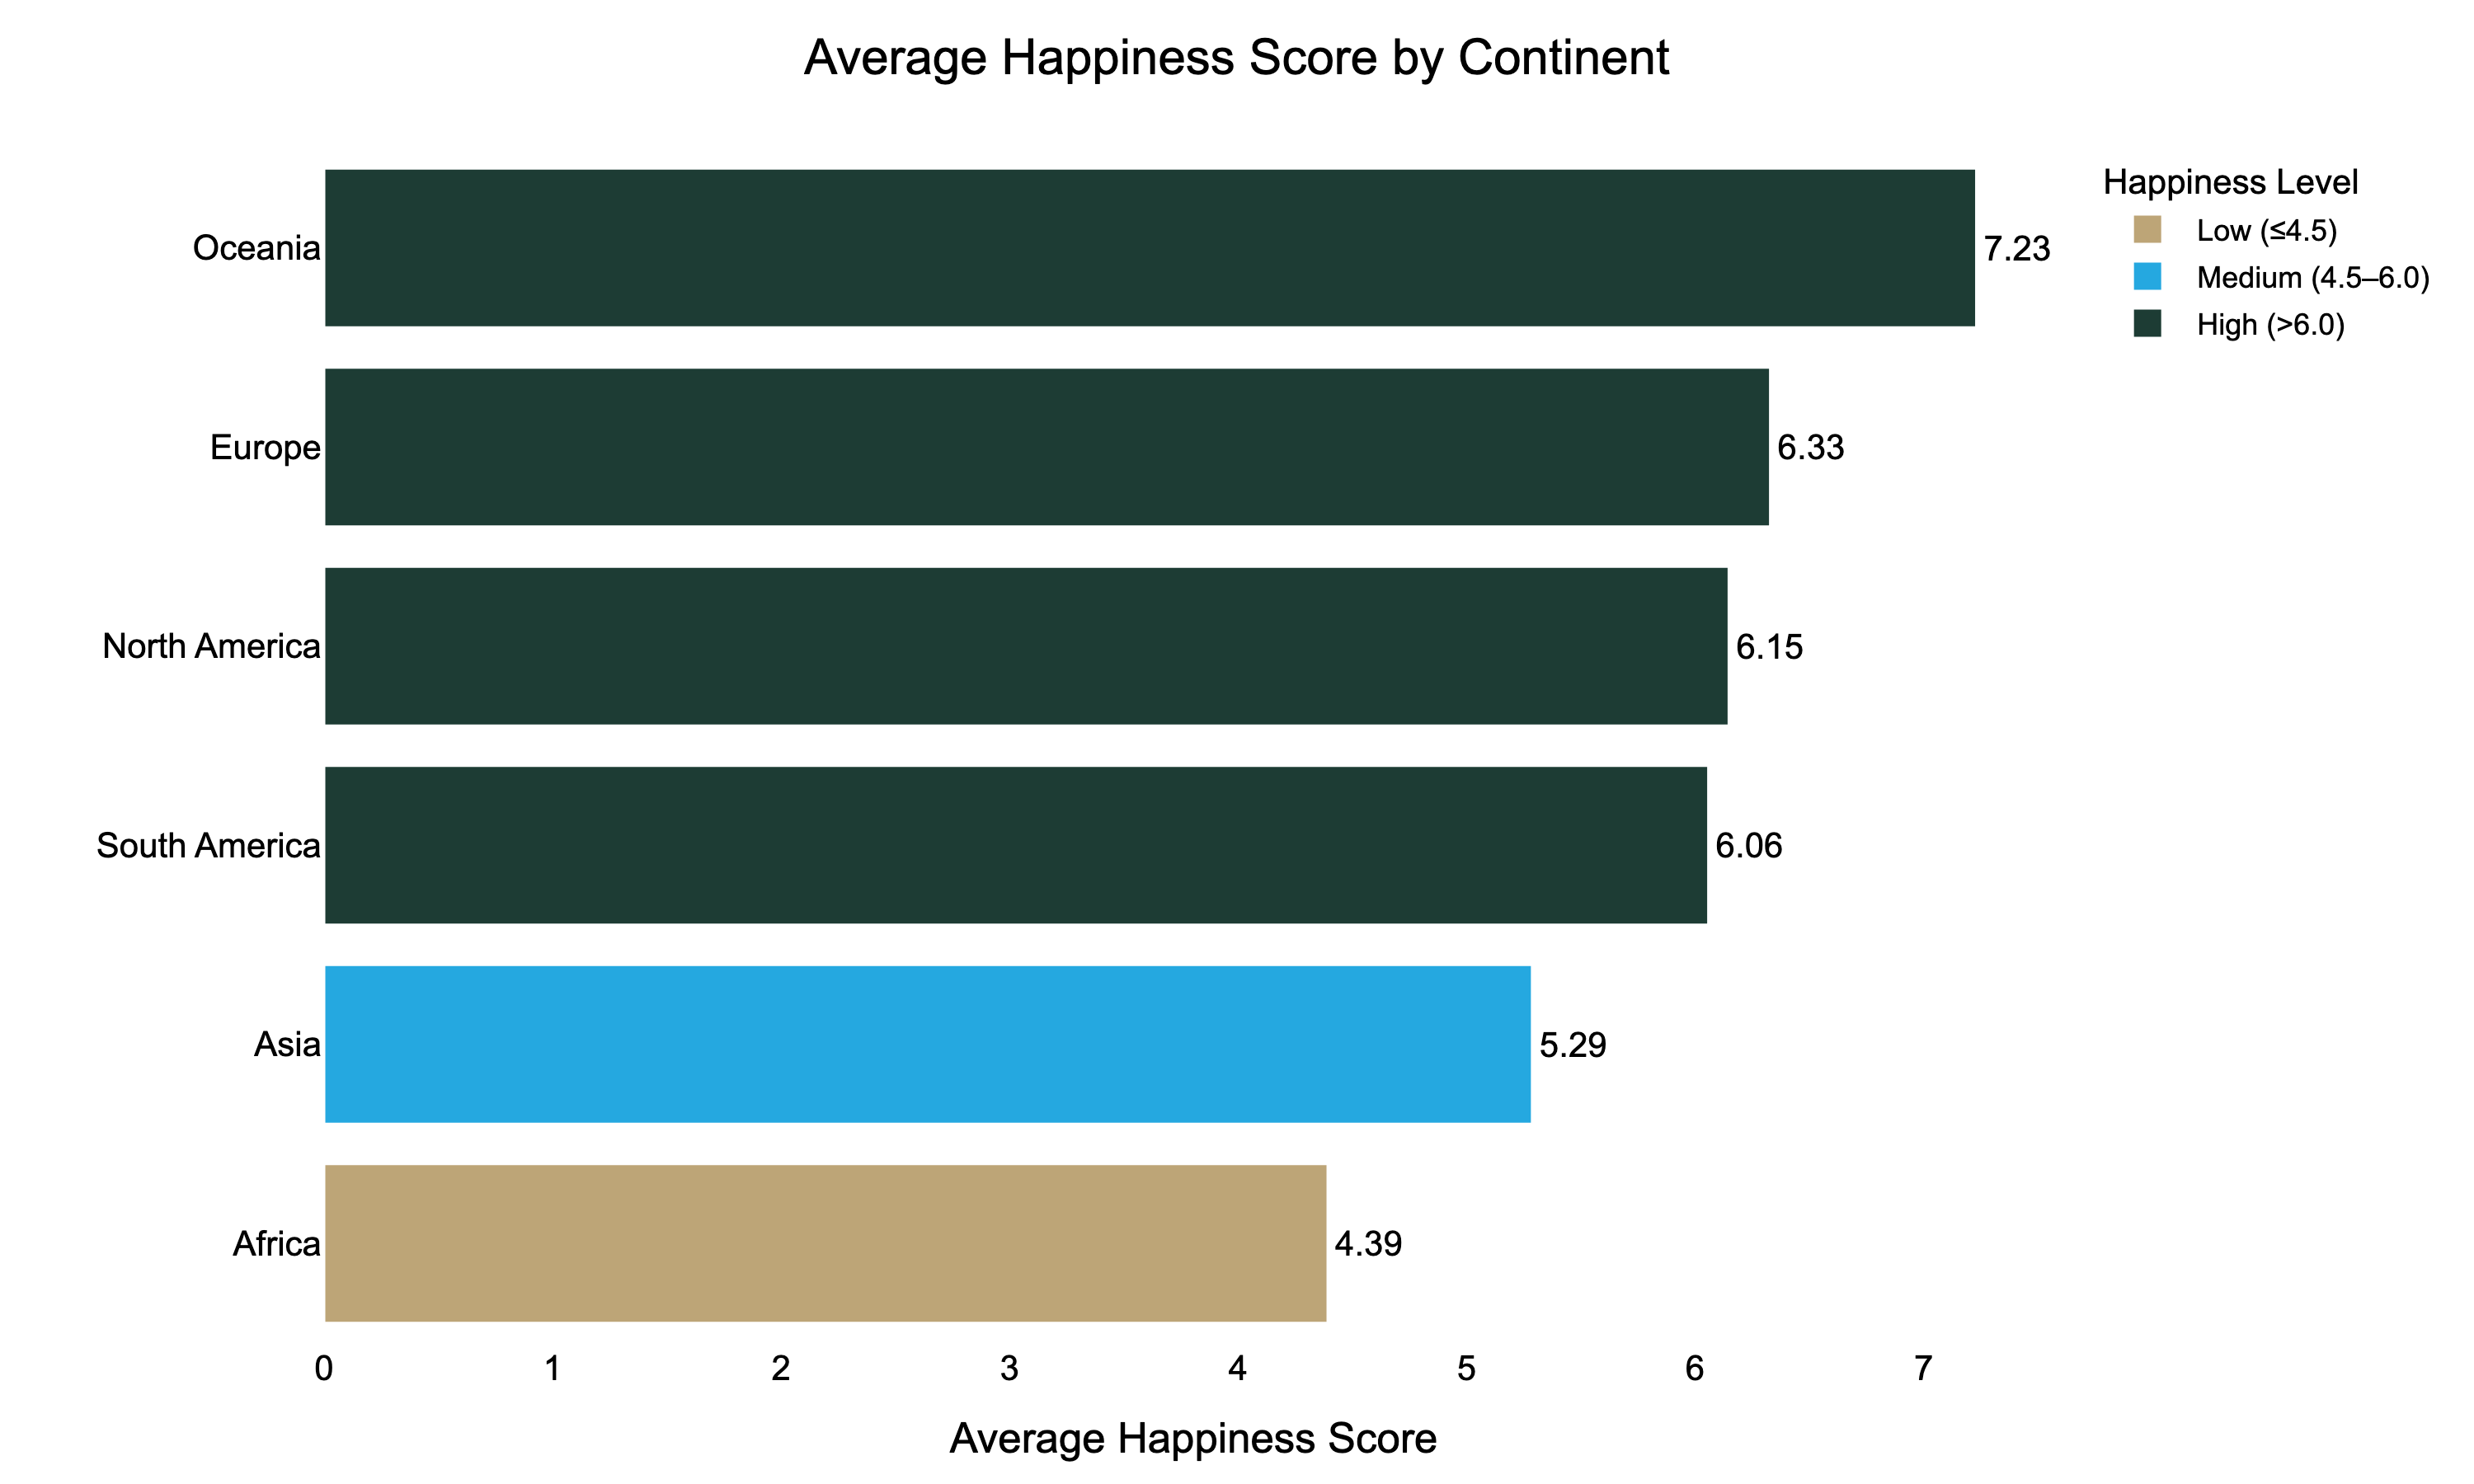 Average Happiness Score by Continent
Happiness Level
Low (≤4.5)
Medium (4.5–6.0)
High (>6.0)
Oceania 7.23
Europe 6.33
North America 6.15
South America 6.06
Asia 5.29
Africa 4.39
0 1 2 3 4 5 6 7
Average Happiness Score